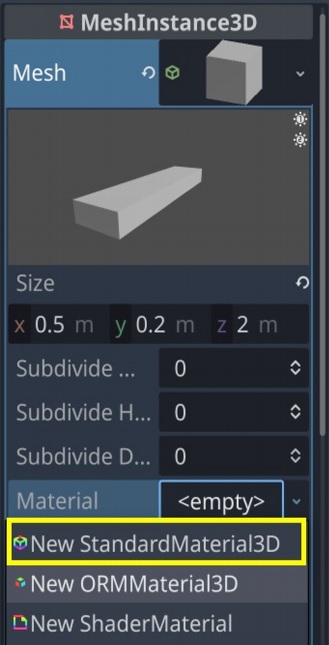 MeshInstance3D
Mesh
Size
x 0.5 m y 0.2 m z 2 m
Subdivide ... 0
Subdivide H... 0
Subdivide D... 0
Material <empty>
New StandardMaterial3D
New ORMMaterial3D
New ShaderMaterial